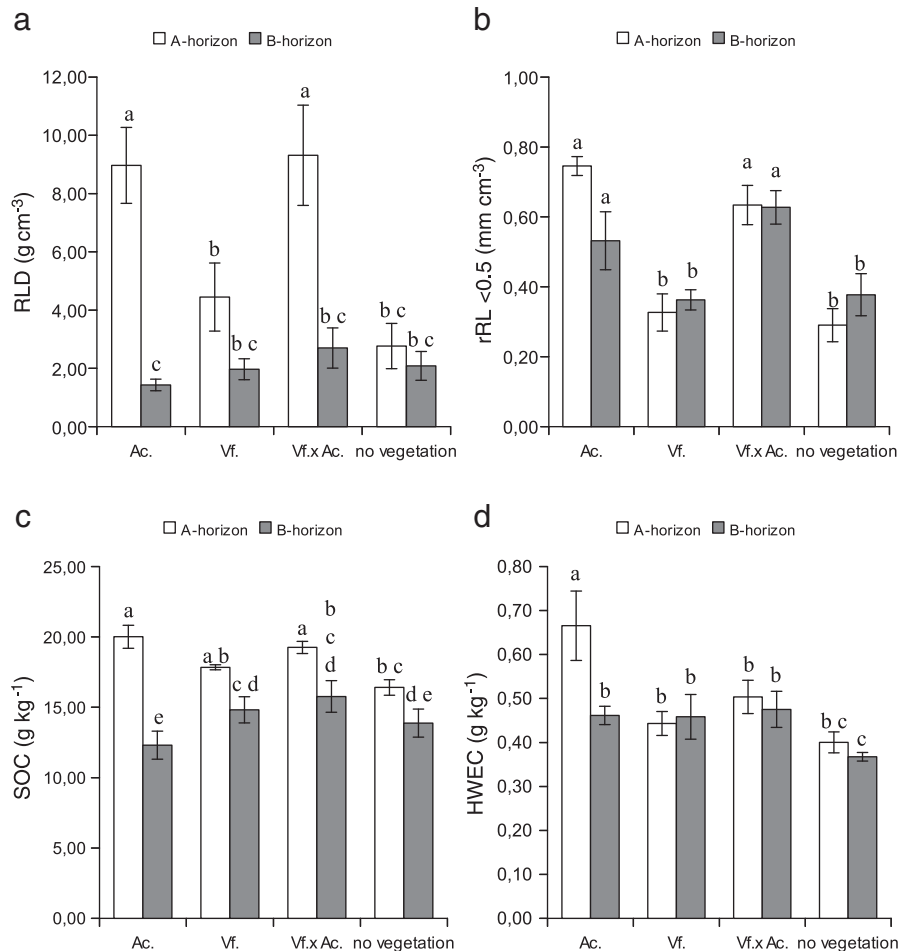 a
A-horizon B-horizon
RLD (g cm-3)
12,00
10,00
8,00
6,00
4,00
2,00
0,00
a
c
b
b c
a
b c
b c
b c
Ac. Vf. Vf.x Ac. no vegetation
b
A-horizon B-horizon
rRL <0.5 (mm cm-3)
1,00
0,80
0,60
0,40
0,20
0,00
a
a
b
b
a
a
b
b
Ac. Vf. Vf.x Ac. no vegetation
c
A-horizon B-horizon
SOC (g kg-1)
25,00
20,00
15,00
10,00
5,00
0,00
a
e
a b
c d
a
b
c
d
b c
d e
Ac. Vf. Vf.x Ac. no vegetation
d
A-horizon B-horizon
HWEC (g kg-1)
0,80
0,70
0,60
0,50
0,40
0,30
0,20
0,10
0,00
a
b
b
b
b
b
b c
c
Ac. Vf. Vf.x Ac. no vegetation